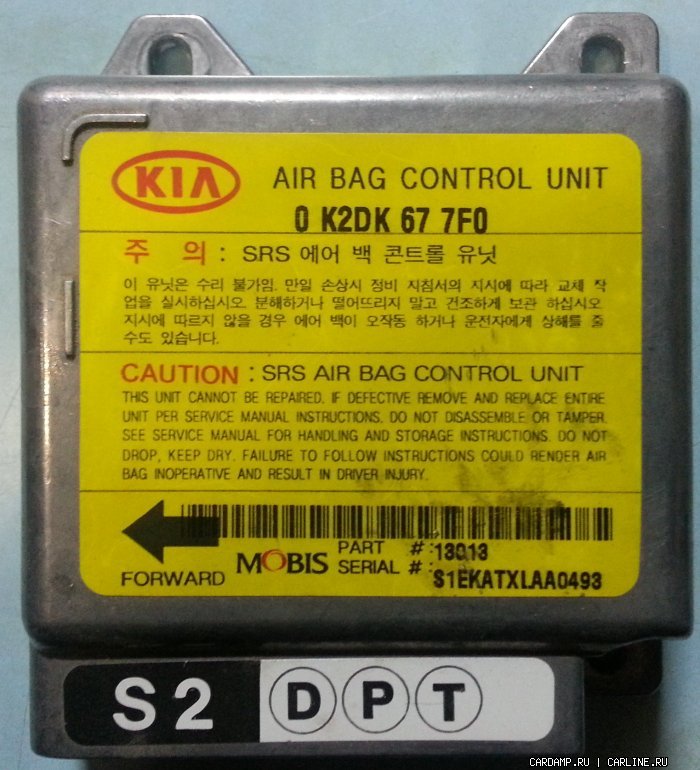 KIA AIR BAG CONTROL UNIT
0 K2DK 67 7F0
주 의 : SRS 에어 백 콘트롤 유닛
이 유닛은 수리 불가임. 만일 손상시 정비 지침서의 지시에 따라 교체 작
업을 실시하십시오. 분해하거나 떨어뜨리지 말고 건조하게 보관 하십시오
지시에 따르지 않을 경우 에어 백이 오작동 하거나 운전자에게 상해를 줄
수도 있습니다.
CAUTION : SRS AIR BAG CONTROL UNIT
THIS UNIT CANNOT BE REPAIRED. IF DEFECTIVE REMOVE AND REPLACE ENTIRE
UNIT PER SERVICE MANUAL INSTRUCTIONS. DO NOT DISASSEMBLE OR TAMPER.
SEE SERVICE MANUAL FOR HANDLING AND STORAGE INSTRUCTIONS. DO NOT
DROP, KEEP DRY. FAILURE TO FOLLOW INSTRUCTIONS COULD RENDER AIR
BAG INOPERATIVE AND RESULT IN DRIVER INJURY.
FORWARD MOBIS
PART #: 13013
SERIAL #: S1EKATXLAA0493
S2 D P T
CARDAMP.RU | CARLINE.RU